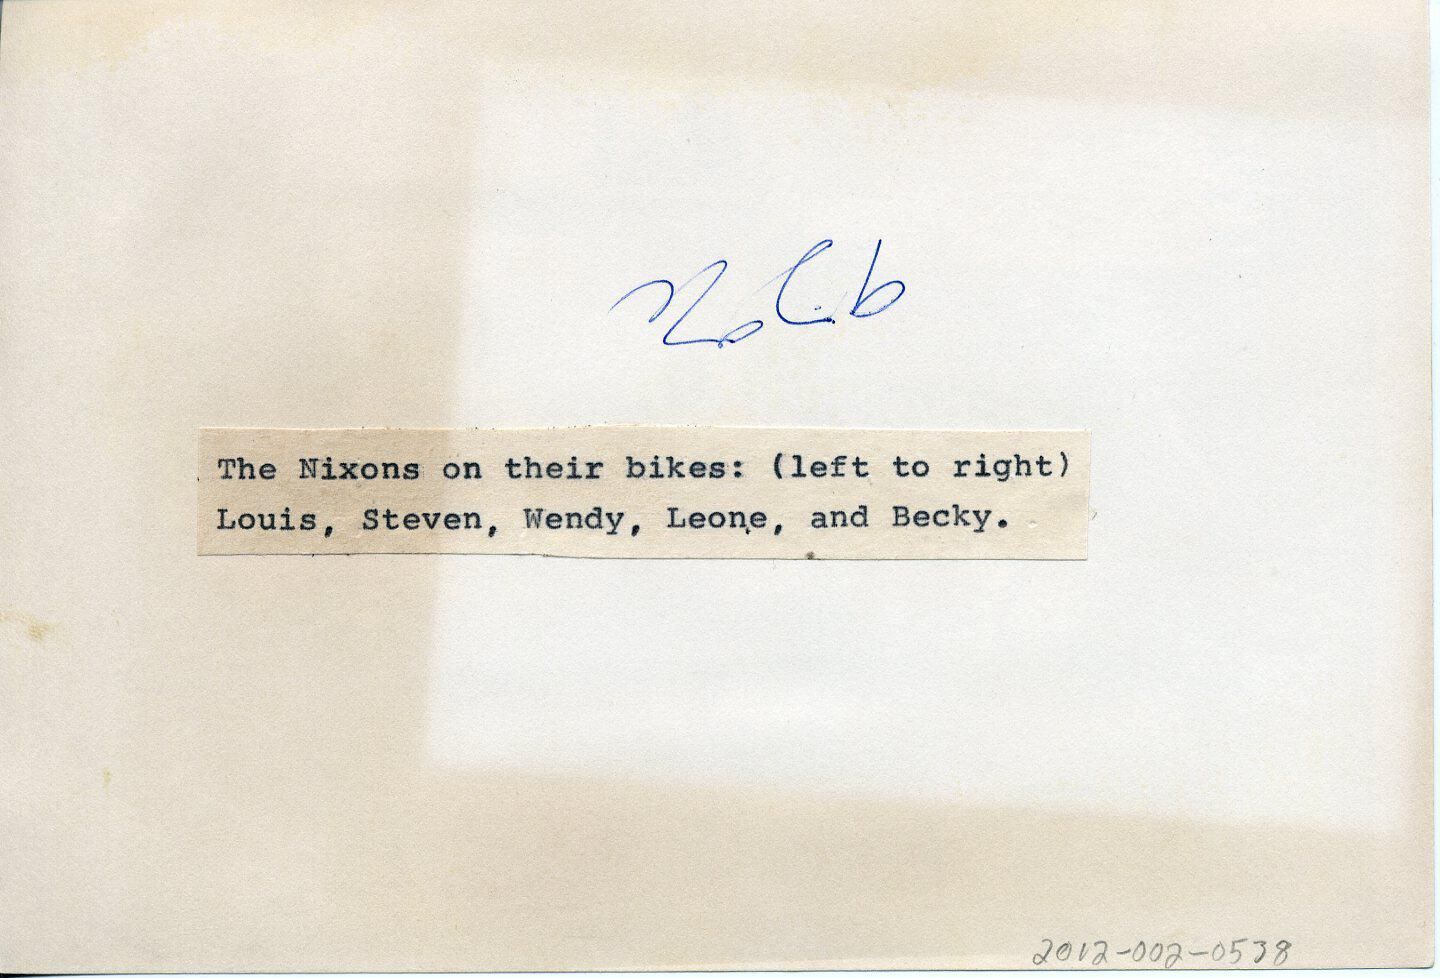 The Nixons on their bikes: (left to right)
Louis, Steven, Wendy, Leone, and Becky.
2012-002-0538